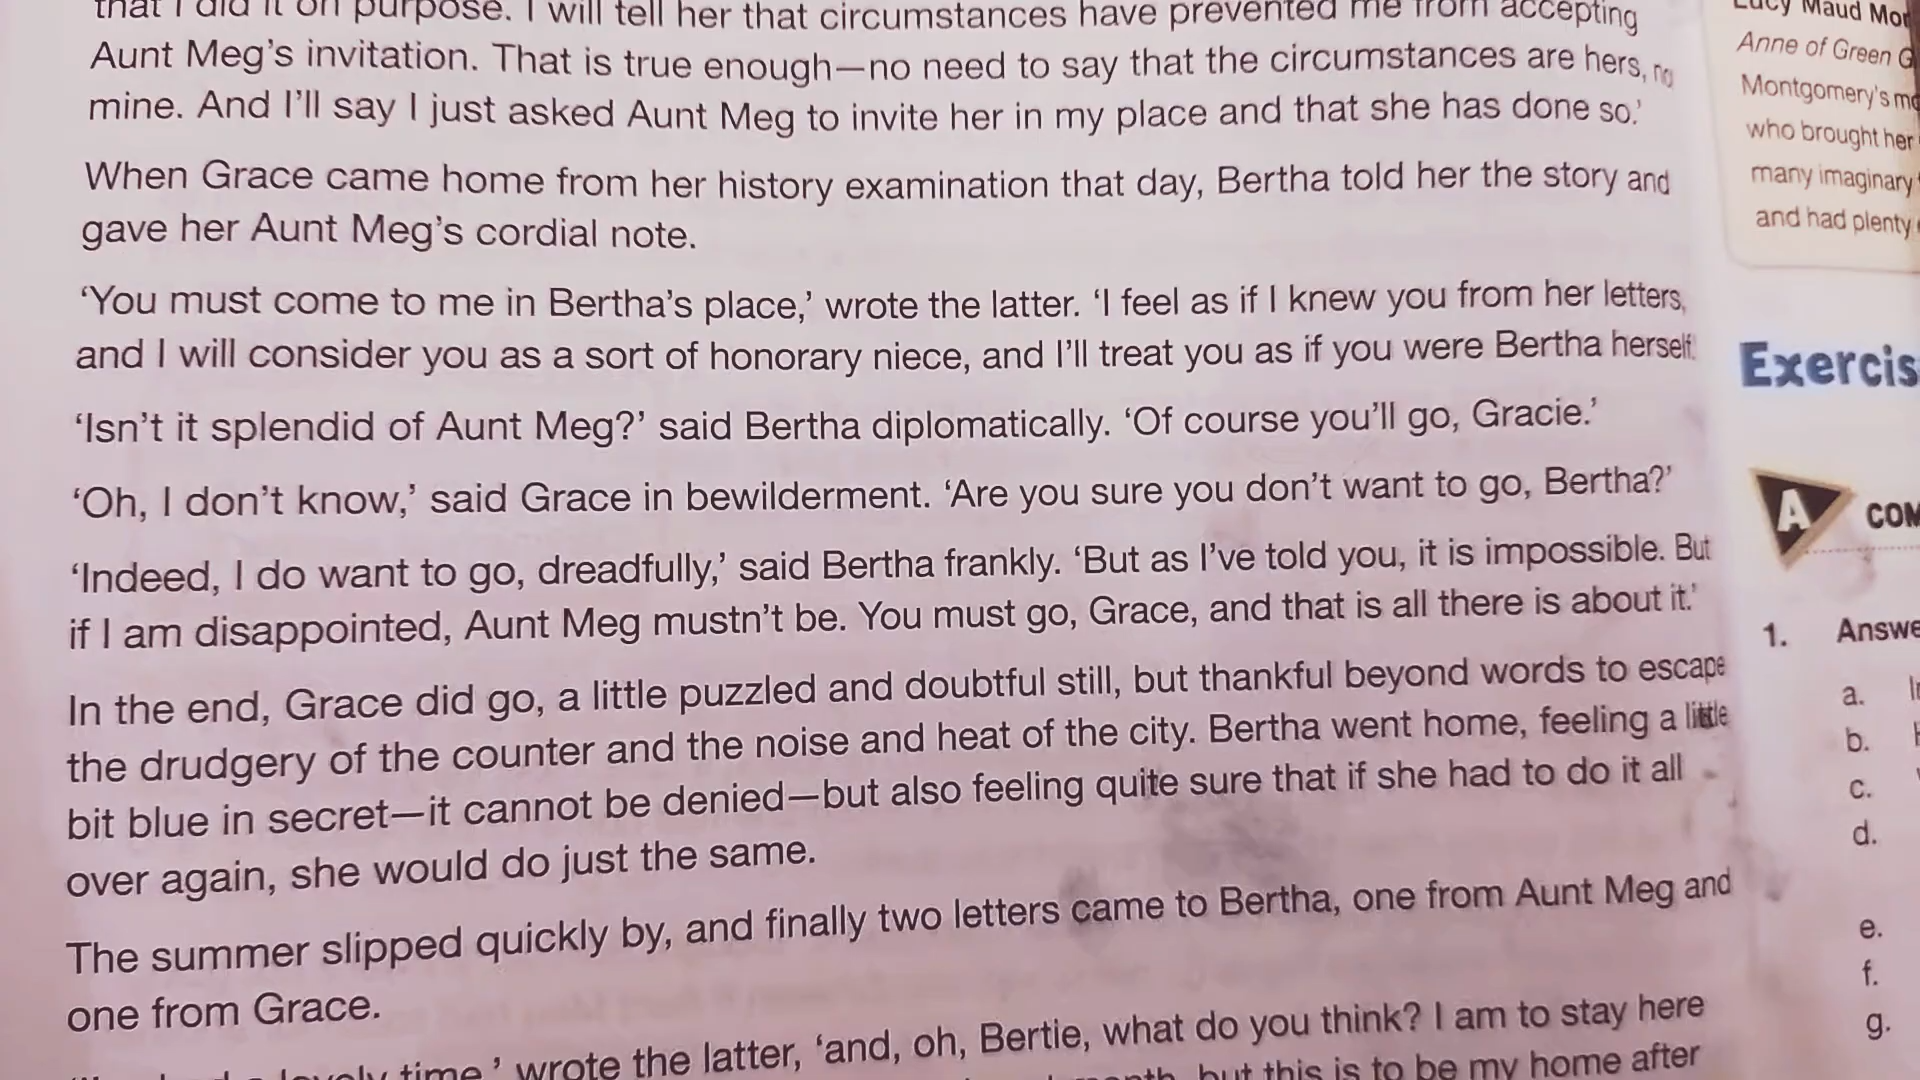 that I did it on purpose. I will tell her that circumstances have prevented me from accepting
Aunt Meg's invitation. That is true enough—no need to say that the circumstances are hers,
mine. And I'll say I just asked Aunt Meg to invite her in my place and that she has done so.'
When Grace came home from her history examination that day, Bertha told her the story and
gave her Aunt Meg's cordial note.
'You must come to me in Bertha's place,' wrote the latter. 'I feel as if I knew you from her letters,
and I will consider you as a sort of honorary niece, and I'll treat you as if you were Bertha herself.
'Isn't it splendid of Aunt Meg?' said Bertha diplomatically. 'Of course you'll go, Gracie.'
'Oh, I don't know,' said Grace in bewilderment. 'Are you sure you don't want to go, Bertha?'
'Indeed, I do want to go, dreadfully,' said Bertha frankly. 'But as I've told you, it is impossible. But
if I am disappointed, Aunt Meg mustn't be. You must go, Grace, and that is all there is about it.'
In the end, Grace did go, a little puzzled and doubtful still, but thankful beyond words to escape
the drudgery of the counter and the noise and heat of the city. Bertha went home, feeling a little
bit blue in secret—it cannot be denied—but also feeling quite sure that if she had to do it all
over again, she would do just the same.
The summer slipped quickly by, and finally two letters came to Bertha, one from Aunt Meg and
one from Grace.
lovely time,' wrote the latter, 'and, oh, Bertie, what do you think? I am to stay here
but this is to be my home after
Lucy Maud
Anne of Green
Montgomery's
who brought her
many imaginary
and had plenty
Exercis
A
COM
1. Answe
a.
b.
c.
d.
e.
f.
g.